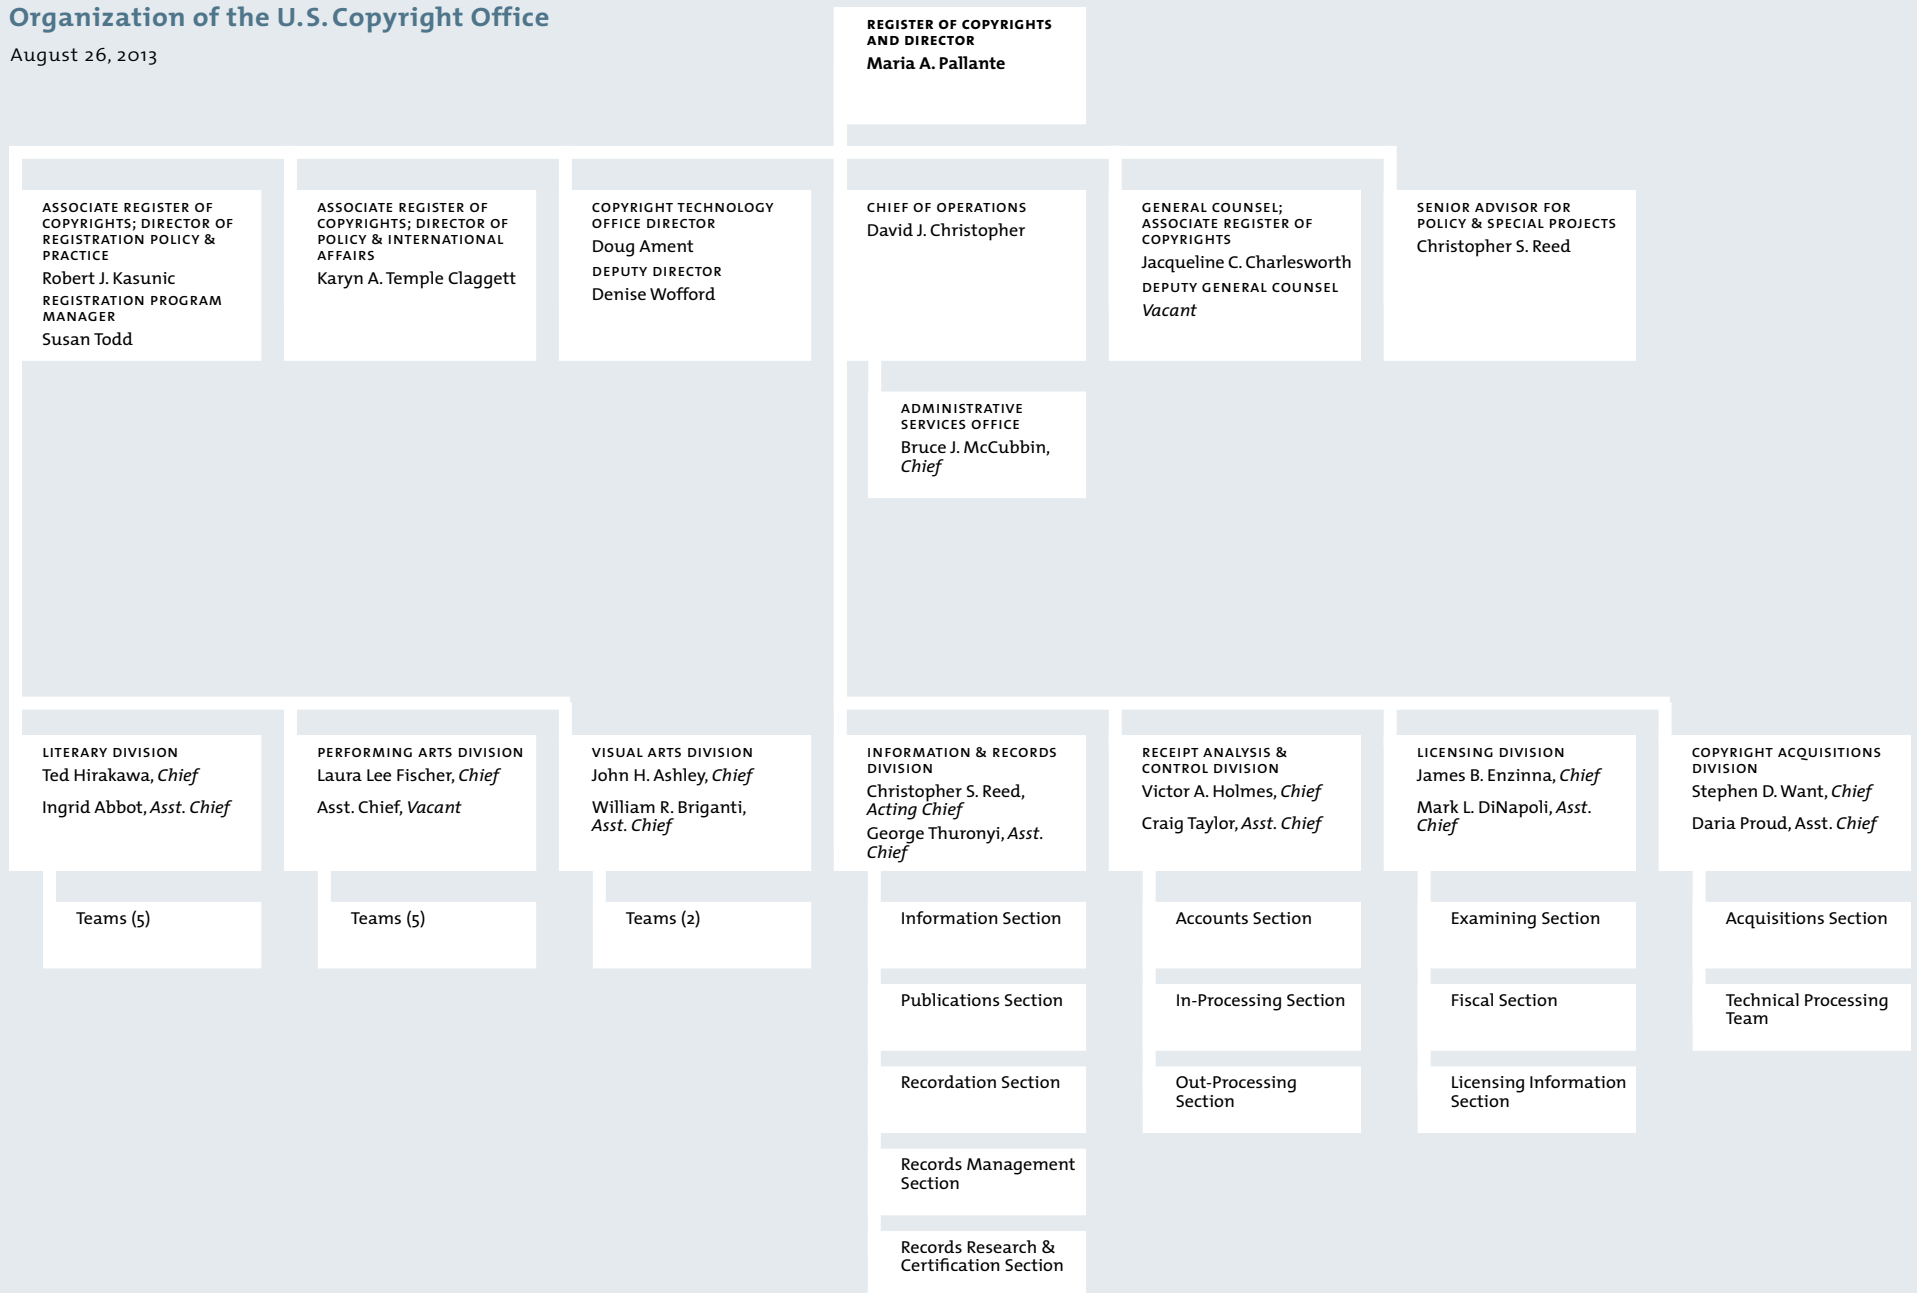 Organization of the U.S. Copyright Office
August 26, 2013
REGISTER OF COPYRIGHTS
AND DIRECTOR
Maria A. Pallante
ASSOCIATE REGISTER OF
COPYRIGHTS; DIRECTOR OF
REGISTRATION POLICY &
PRACTICE
Robert J. Kasunic
REGISTRATION PROGRAM
MANAGER
Susan Todd
ASSOCIATE REGISTER OF
COPYRIGHTS; DIRECTOR OF
POLICY & INTERNATIONAL
AFFAIRS
Karyn A. Temple Claggett
COPYRIGHT TECHNOLOGY
OFFICE DIRECTOR
Doug Ament
DEPUTY DIRECTOR
Denise Wofford
CHIEF OF OPERATIONS
David J. Christopher
GENERAL COUNSEL;
ASSOCIATE REGISTER OF
COPYRIGHTS
Jacqueline C. Charlesworth
DEPUTY GENERAL COUNSEL
Vacant
SENIOR ADVISOR FOR
POLICY & SPECIAL PROJECTS
Christopher S. Reed
ADMINISTRATIVE
SERVICES OFFICE
Bruce J. McCubbin,
Chief
LITERARY DIVISION
Ted Hirakawa, Chief
Ingrid Abbot, Asst. Chief
Teams (5)
PERFORMING ARTS DIVISION
Laura Lee Fischer, Chief
Asst. Chief, Vacant
Teams (5)
VISUAL ARTS DIVISION
John H. Ashley, Chief
William R. Briganti,
Asst. Chief
Teams (2)
INFORMATION & RECORDS
DIVISION
Christopher S. Reed,
Acting Chief
George Thuronyi, Asst.
Chief
Information Section
Publications Section
Recordation Section
Records Management
Section
Records Research &
Certification Section
RECEIPT ANALYSIS &
CONTROL DIVISION
Victor A. Holmes, Chief
Craig Taylor, Asst. Chief
Accounts Section
In-Processing Section
Out-Processing
Section
LICENSING DIVISION
James B. Enzinna, Chief
Mark L. DiNapoli, Asst.
Chief
Examining Section
Fiscal Section
Licensing Information
Section
COPYRIGHT ACQUISITIONS
DIVISION
Stephen D. Want, Chief
Daria Proud, Asst. Chief
Acquisitions Section
Technical Processing
Team